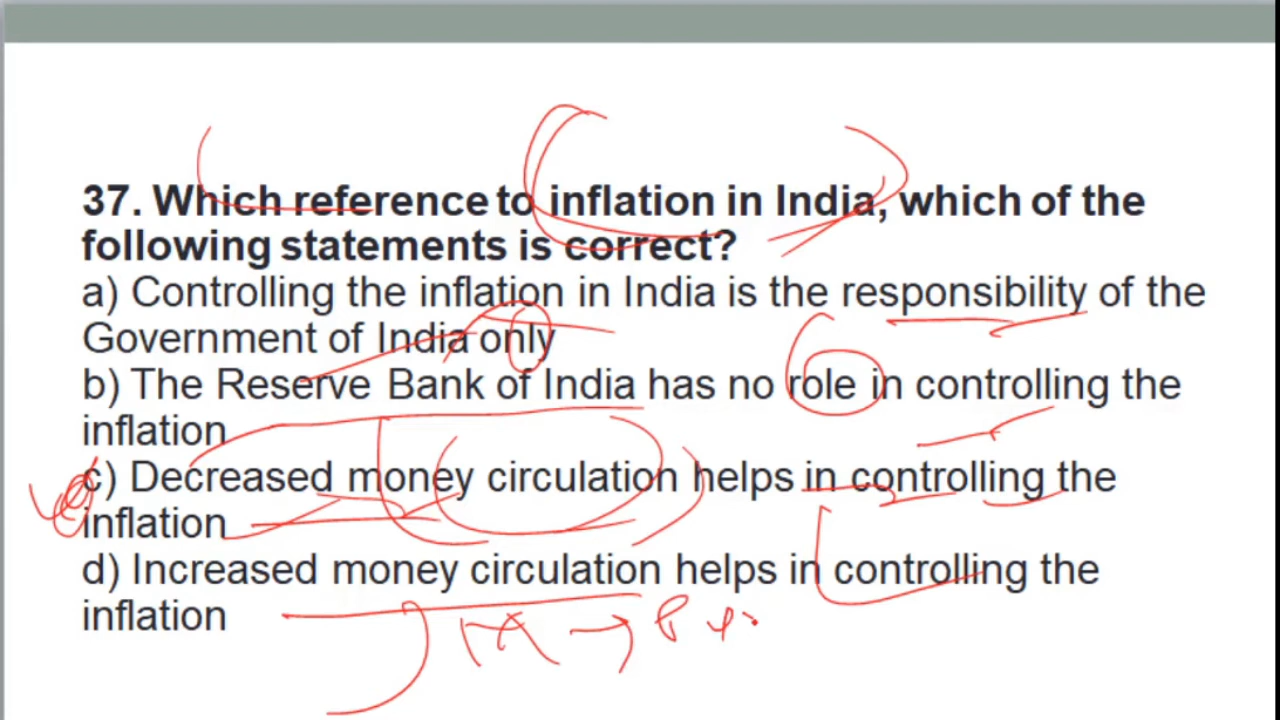 37. Which reference to inflation in India, which of the
following statements is correct?
a) Controlling the inflation in India is the responsibility of the
Government of India only
b) The Reserve Bank of India has no role in controlling the
inflation
c) Decreased money circulation helps in controlling the
inflation
d) Increased money circulation helps in controlling the
inflation